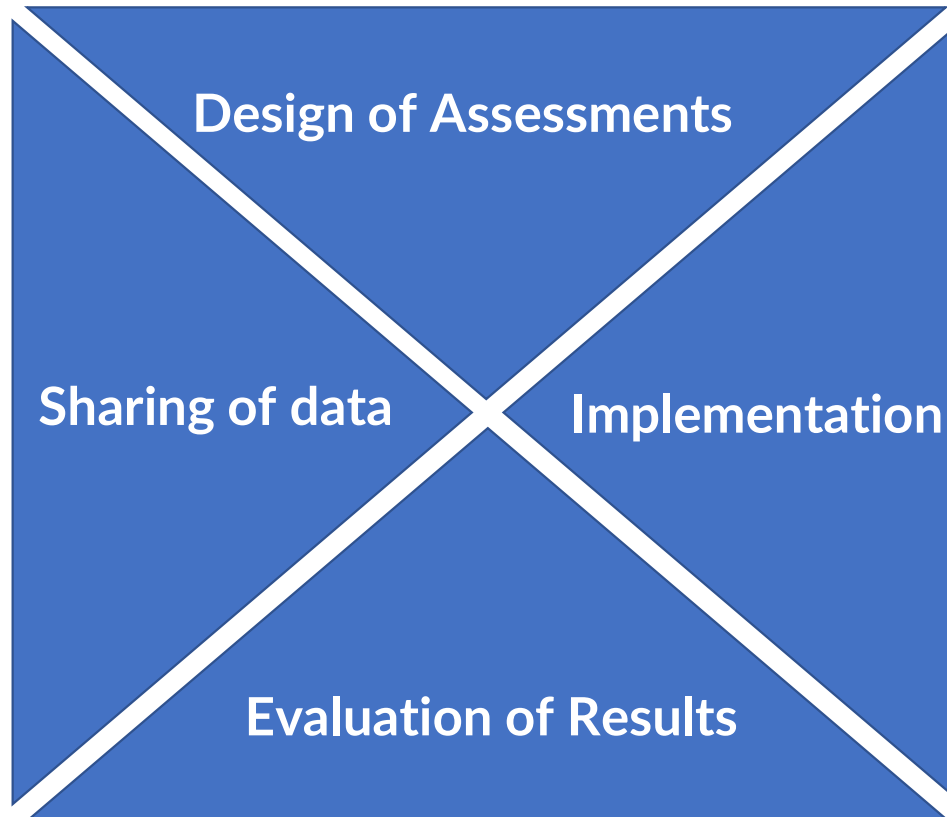 Design of Assessments
Sharing of data
Implementation
Evaluation of Results